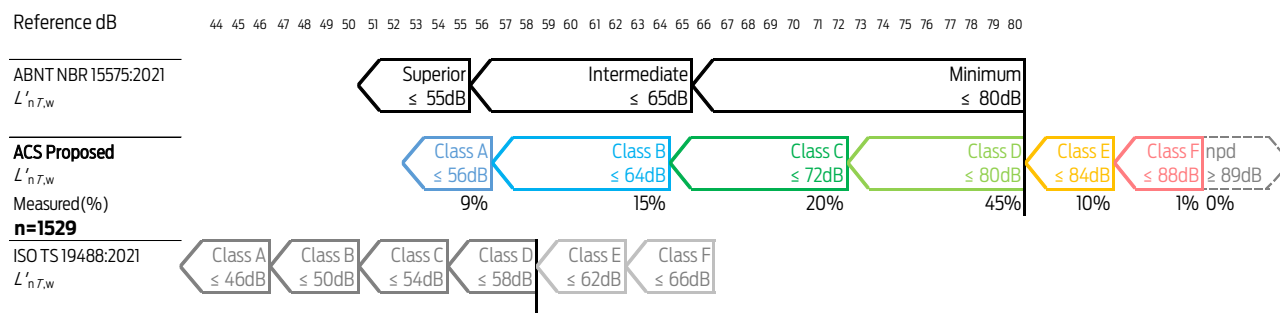 Reference dB 44 45 46 47 48 49 50 51 52 53 54 55 56 57 58 59 60 61 62 63 64 65 66 67 68 69 70 71 72 73 74 75 76 77 78 79 80
ABNT NBR 15575:2021 Superior Intermediate Minimum
L′nT,w ≤ 55dB ≤ 65dB ≤ 80dB
ACS Proposed Class A Class B Class C Class D Class E Class F npd
L′nT,w ≤ 56dB ≤ 64dB ≤ 72dB ≤ 80dB ≤ 84dB ≤ 88dB ≥ 89dB
Measured(%) 9% 15% 20% 45% 10% 1% 0%
n=1529
ISO TS 19488:2021 Class A Class B Class C Class D Class E Class F
L′nT,w ≤ 46dB ≤ 50dB ≤ 54dB ≤ 58dB ≤ 62dB ≤ 66dB